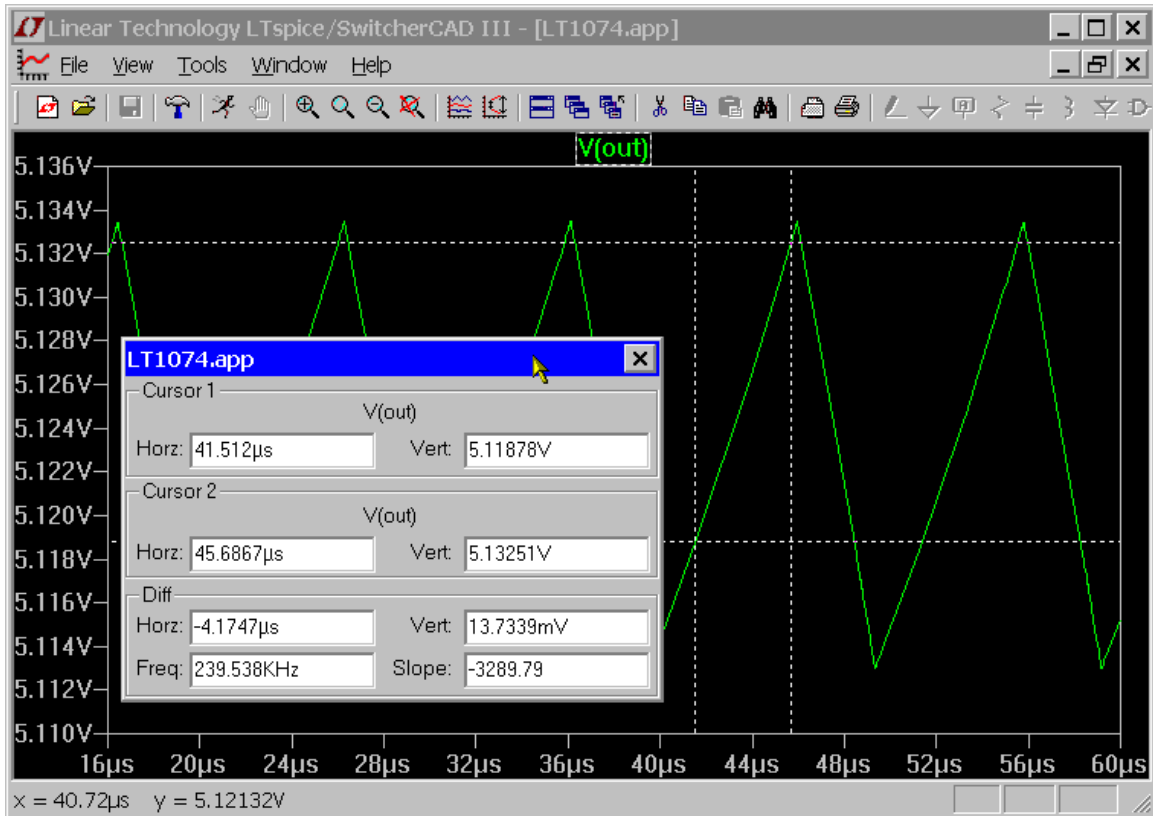 Linear Technology LTspice/SwitcherCAD III - [LT1074.app]
File View Tools Window Help
V(out)
5.136V
5.134V
5.132V
5.130V
5.128V
5.126V
5.124V
5.122V
5.120V
5.118V
5.116V
5.114V
5.112V
5.110V
LT1074.app
Cursor 1
V(out)
Horz: 41.512µs Vert: 5.11878V
Cursor 2
V(out)
Horz: 45.6867µs Vert: 5.13251V
Diff
Horz: -4.1747µs Vert: 13.7339mV
Freq: 239.538KHz Slope: -3289.79
16µs 20µs 24µs 28µs 32µs 36µs 40µs 44µs 48µs 52µs 56µs 60µs
x = 40.72µs y = 5.12132V